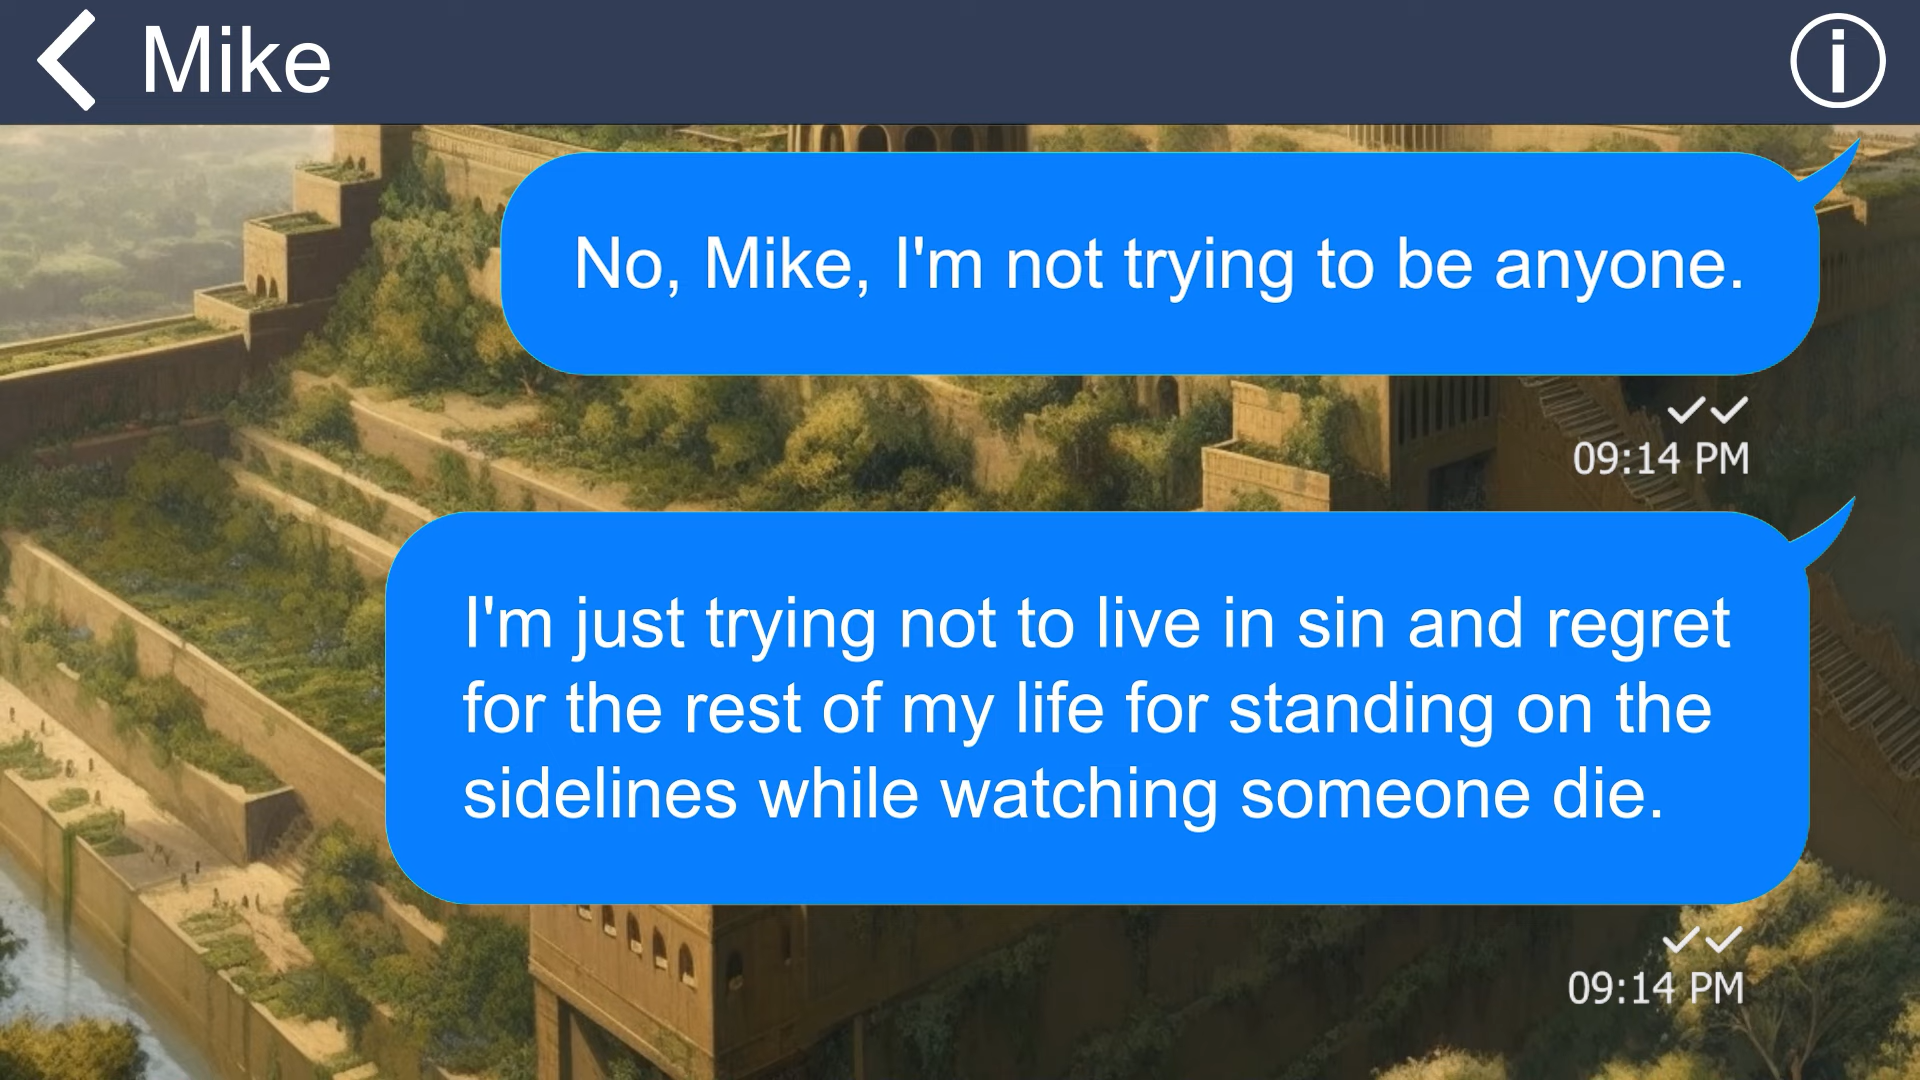 Mike
No, Mike, I'm not trying to be anyone.
09:14 PM
I'm just trying not to live in sin and regret
for the rest of my life for standing on the
sidelines while watching someone die.
09:14 PM